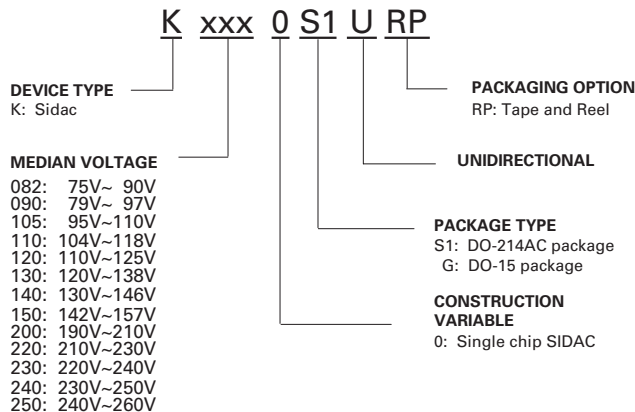 K xxx 0 S1 U RP
DEVICE TYPE
K: Sidac
MEDIAN VOLTAGE
082: 75V~ 90V
090: 79V~ 97V
105: 95V~110V
110: 104V~118V
120: 110V~125V
130: 120V~138V
140: 130V~146V
150: 142V~157V
200: 190V~210V
220: 210V~230V
230: 220V~240V
240: 230V~250V
250: 240V~260V
PACKAGING OPTION
RP: Tape and Reel
UNIDIRECTIONAL
PACKAGE TYPE
S1: DO-214AC package
G: DO-15 package
CONSTRUCTION
VARIABLE
0: Single chip SIDAC